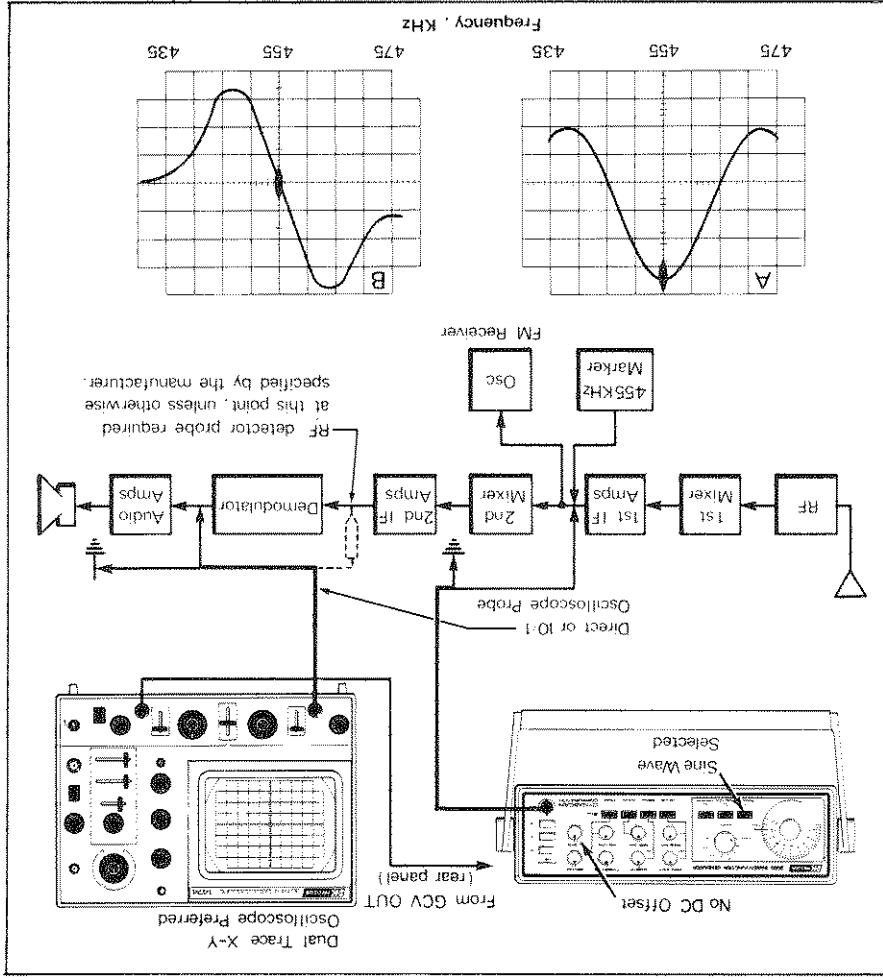 Dual Trace X-Y
Oscilloscope Preferred
No DC Offset
From GCV OUT
(rear panel)
Sine Wave
Selected
Direct or 10:1
Oscilloscope Probe
RF
1st
Mixer
1st IF
Amps
2nd
Mixer
2nd IF
Amps
Demodulator
Audio
Amps
RF detector probe required
at this point, unless otherwise
specified by the manufacturer.
455KHz
Marker
Osc
FM Receiver
A
B
475 455 435
475 455 435
Frequency, KHz